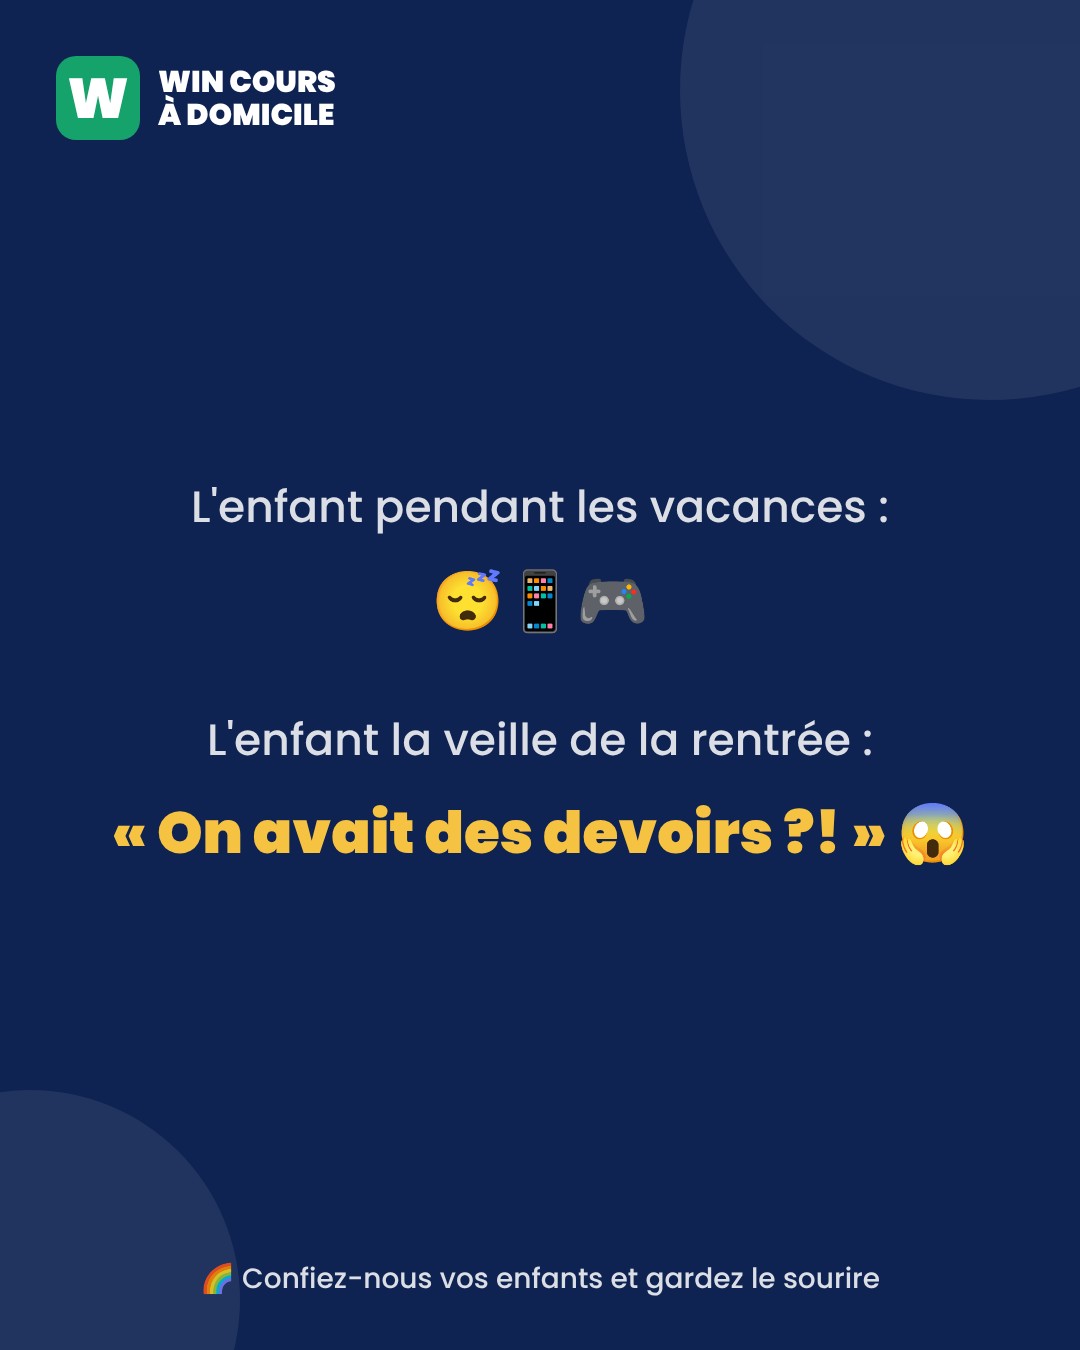 W
WIN COURS
À DOMICILE
L'enfant pendant les vacances :
😴📱🎮
L'enfant la veille de la rentrée :
« On avait des devoirs ?! » 😱
🌈 Confiez-nous vos enfants et gardez le sourire